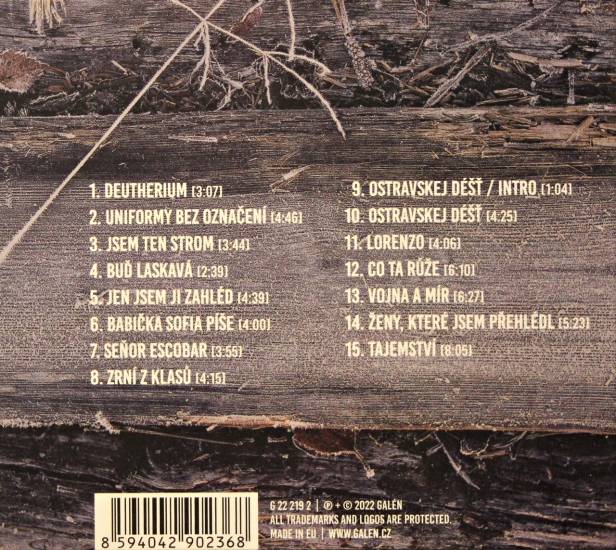 1. DEUTHERIUM [3:07]
2. UNIFORMY BEZ OZNAČENÍ [4:46]
3. JSEM TEN STROM [3:44]
4. BUĎ LASKAVÁ [2:39]
5. JEN JSEM JI ZAHLÉD [4:39]
6. BABIČKA SOFIA PÍŠE [4:00]
7. SEÑOR ESCOBAR [3:55]
8. ZRNÍ Z KLASŮ [4:15]
9. OSTRAVSKEJ DÉŠŤ / INTRO [1:04]
10. OSTRAVSKEJ DÉŠŤ [4:25]
11. LORENZO [4:06]
12. CO TA RŮŽE [6:10]
13. VOJNA A MÍR [6:27]
14. ŽENY, KTERÉ JSEM PŘEHLÉDL [5:23]
15. TAJEMSTVÍ [8:05]
8 594042 902368
G 22 219 2 | ℗ + © 2022 GALÉN
ALL TRADEMARKS AND LOGOS ARE PROTECTED.
MADE IN EU | WWW.GALEN.CZ